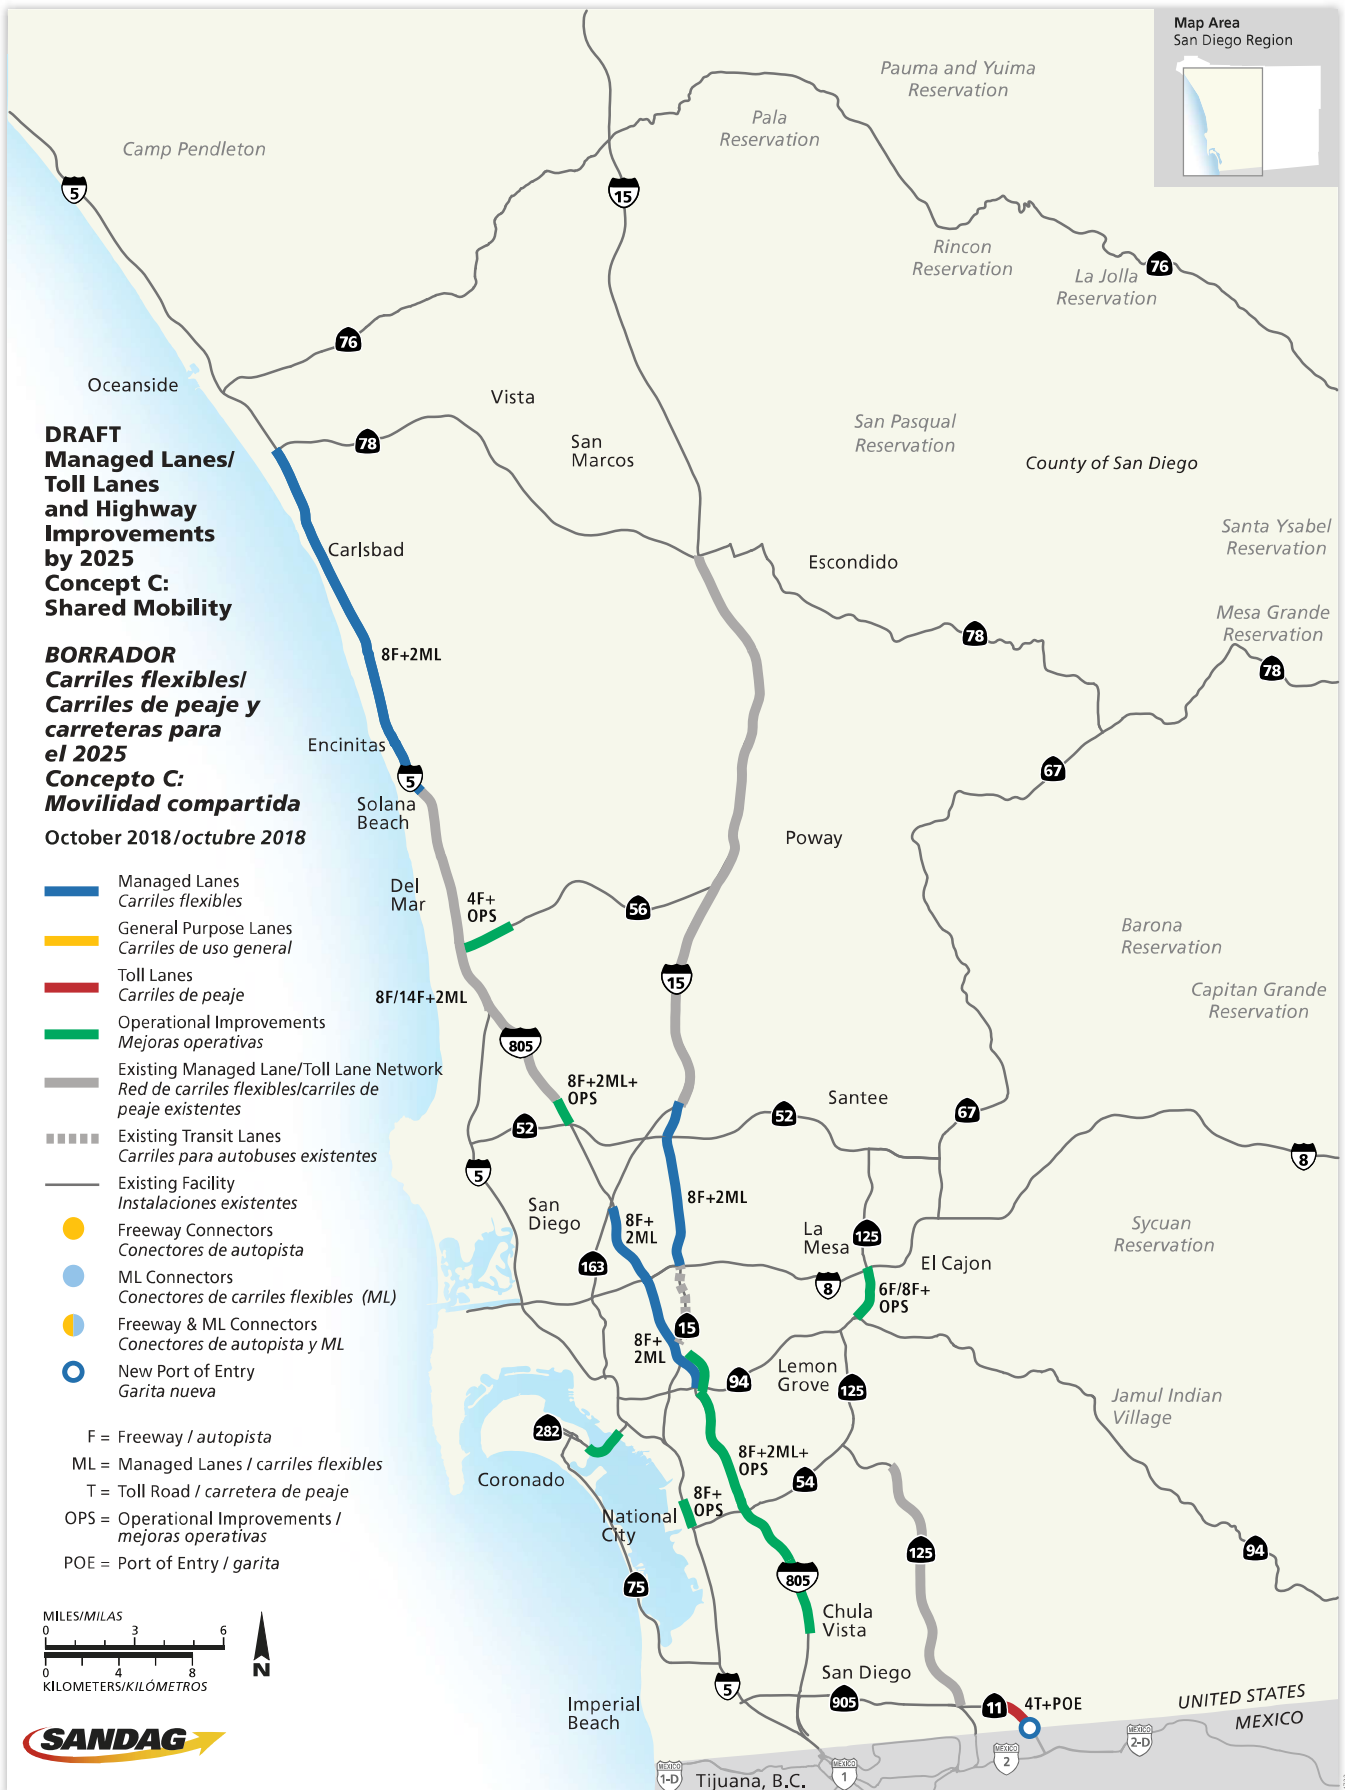 Map Area
San Diego Region
Pauma and Yuima
Reservation
Pala
Reservation
Camp Pendleton
5
15
Rincon
Reservation
La Jolla
Reservation
76
76
Oceanside
Vista
San
Marcos
78
San Pasqual
Reservation
County of San Diego
DRAFT
Managed Lanes/
Toll Lanes
and Highway
Improvements
by 2025
Concept C:
Shared Mobility
BORRADOR
Carriles flexibles/
Carriles de peaje y
carreteras para
el 2025
Concepto C:
Movilidad compartida
October 2018/octubre 2018
Carlsbad
Escondido
Santa Ysabel
Reservation
Mesa Grande
Reservation
78
78
8F+2ML
Encinitas
5
Solana
Beach
67
Poway
Del
Mar
4F+
OPS
56
Barona
Reservation
15
8F/14F+2ML
Capitan Grande
Reservation
805
8F+2ML+
OPS
52
52
Santee
67
8
5
8F+2ML
San
Diego
8F+
2ML
La
Mesa
125
Sycuan
Reservation
163
El Cajon
8
6F/8F+
OPS
15
8F+
2ML
Lemon
Grove
94
125
Jamul Indian
Village
282
Coronado
8F+2ML+
OPS
54
8F+
OPS
National
City
125
94
805
75
Chula
Vista
San Diego
5
905
11
4T+POE
Imperial
Beach
UNITED STATES
MEXICO
MEXICO
1-D
Tijuana, B.C.
MEXICO
1
MEXICO
2
MEXICO
2-D
Managed Lanes
Carriles flexibles
General Purpose Lanes
Carriles de uso general
Toll Lanes
Carriles de peaje
Operational Improvements
Mejoras operativas
Existing Managed Lane/Toll Lane Network
Red de carriles flexibles/carriles de
peaje existentes
Existing Transit Lanes
Carriles para autobuses existentes
Existing Facility
Instalaciones existentes
Freeway Connectors
Conectores de autopista
ML Connectors
Conectores de carriles flexibles (ML)
Freeway & ML Connectors
Conectores de autopista y ML
New Port of Entry
Garita nueva
F = Freeway / autopista
ML = Managed Lanes / carriles flexibles
T = Toll Road / carretera de peaje
OPS = Operational Improvements /
mejoras operativas
POE = Port of Entry / garita
MILES/MILAS
0 3 6
0 4 8
KILOMETERS/KILÓMETROS
N
SANDAG